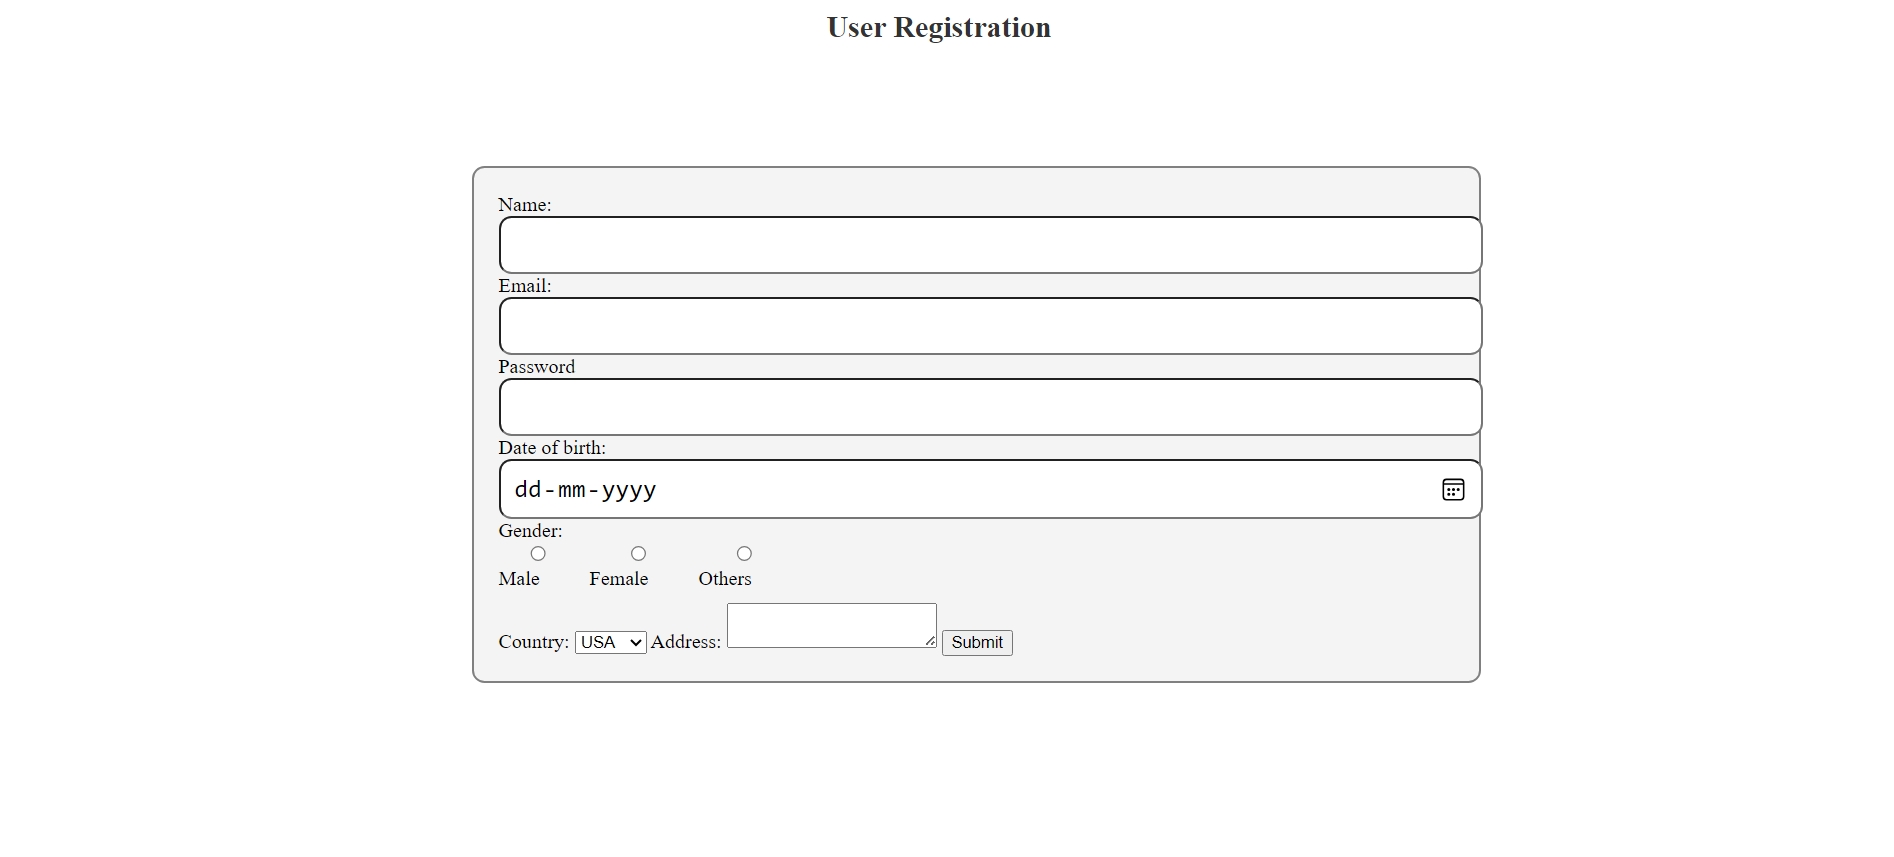 User Registration
Name:
Email:
Password
Date of birth:
dd-mm-yyyy
Gender:
Male Female Others
Country: USA Address: Submit